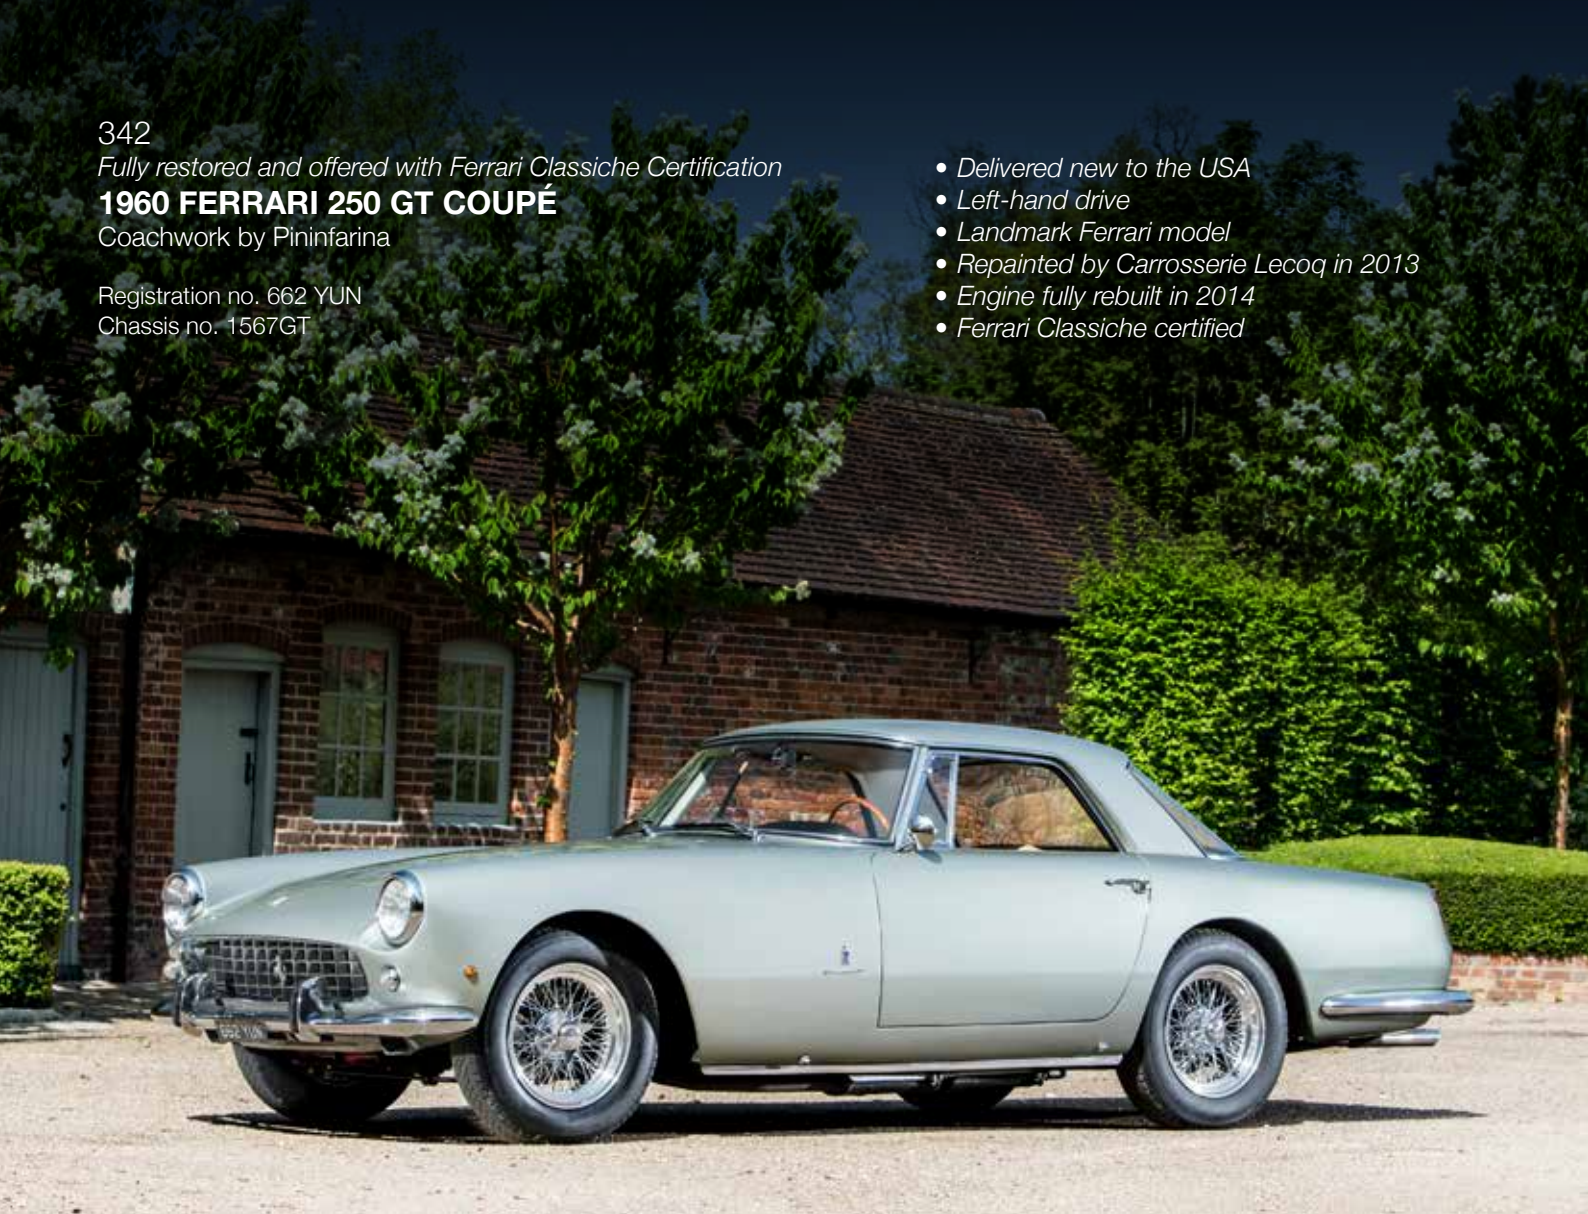 342
Fully restored and offered with Ferrari Classiche Certification
1960 FERRARI 250 GT COUPÉ
Coachwork by Pininfarina
Registration no. 662 YUN
Chassis no. 1567GT
• Delivered new to the USA
• Left-hand drive
• Landmark Ferrari model
• Repainted by Carrosserie Lecoq in 2013
• Engine fully rebuilt in 2014
• Ferrari Classiche certified